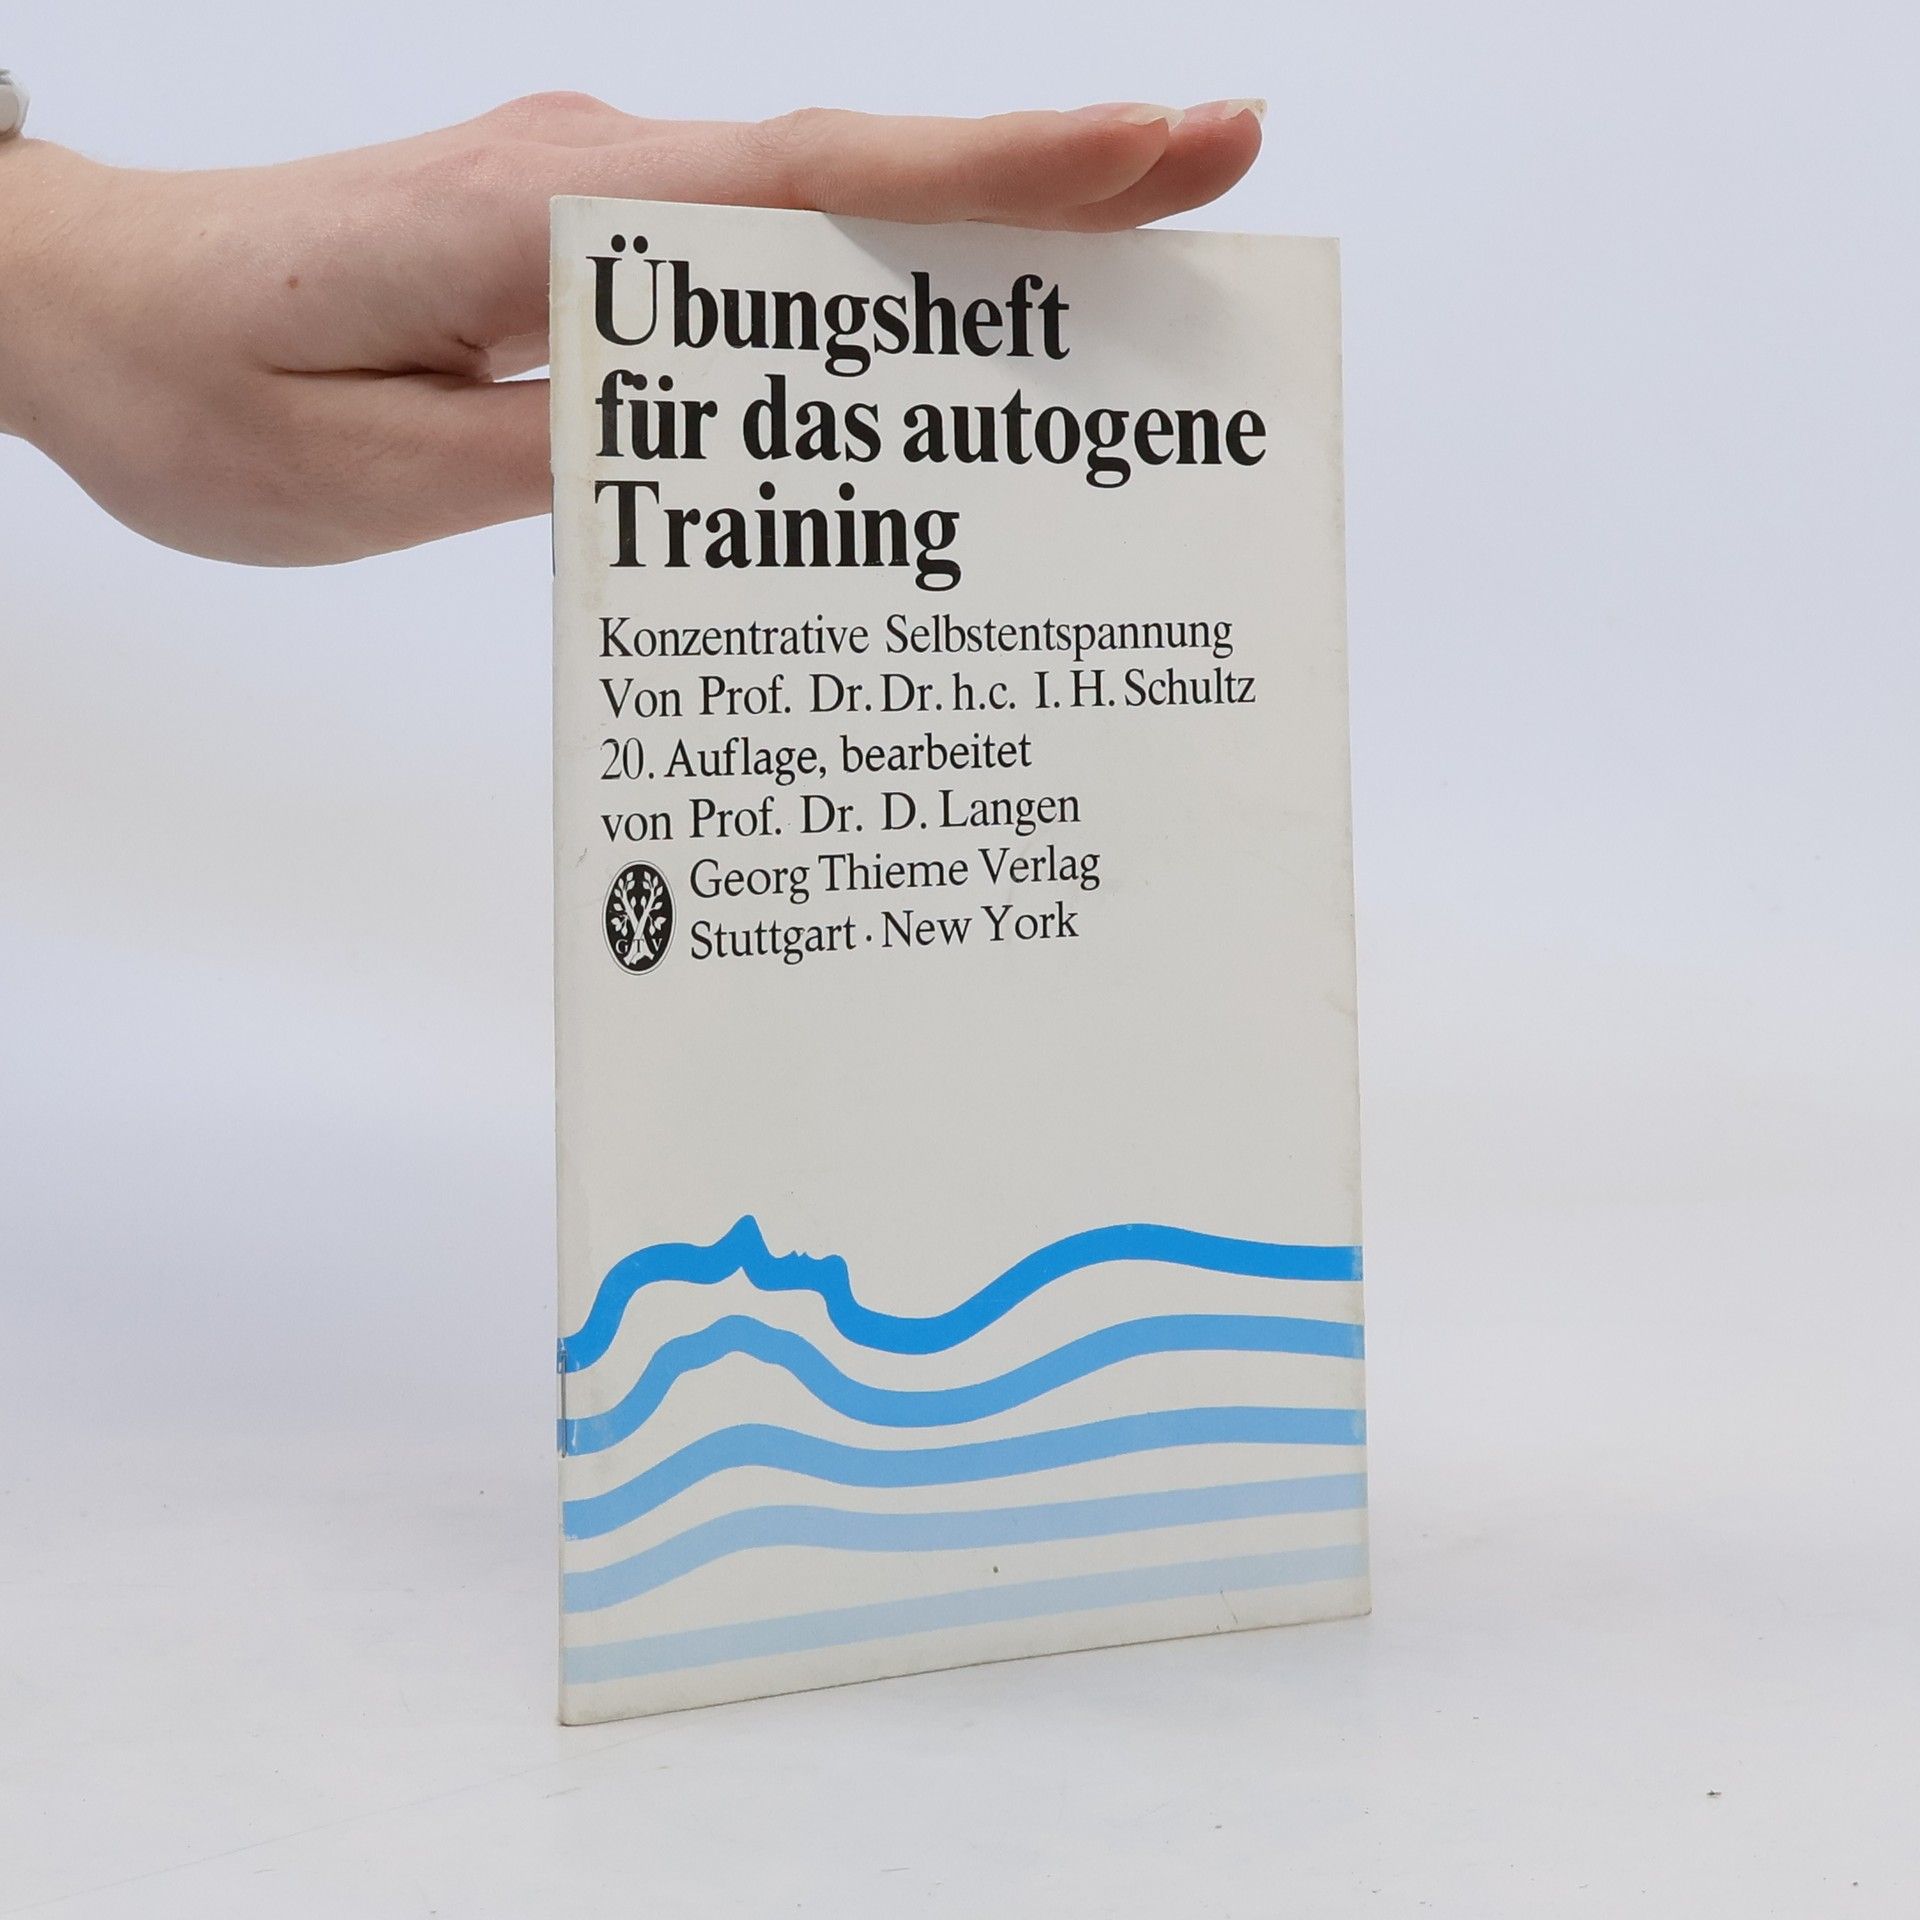 Übungsheft
für das autogene
Training
Konzentrative Selbstentspannung
Von Prof. Dr. Dr. h.c. I. H. Schultz
20. Auflage, bearbeitet
von Prof. Dr. D. Langen
Georg Thieme Verlag
Stuttgart · New York
G T V